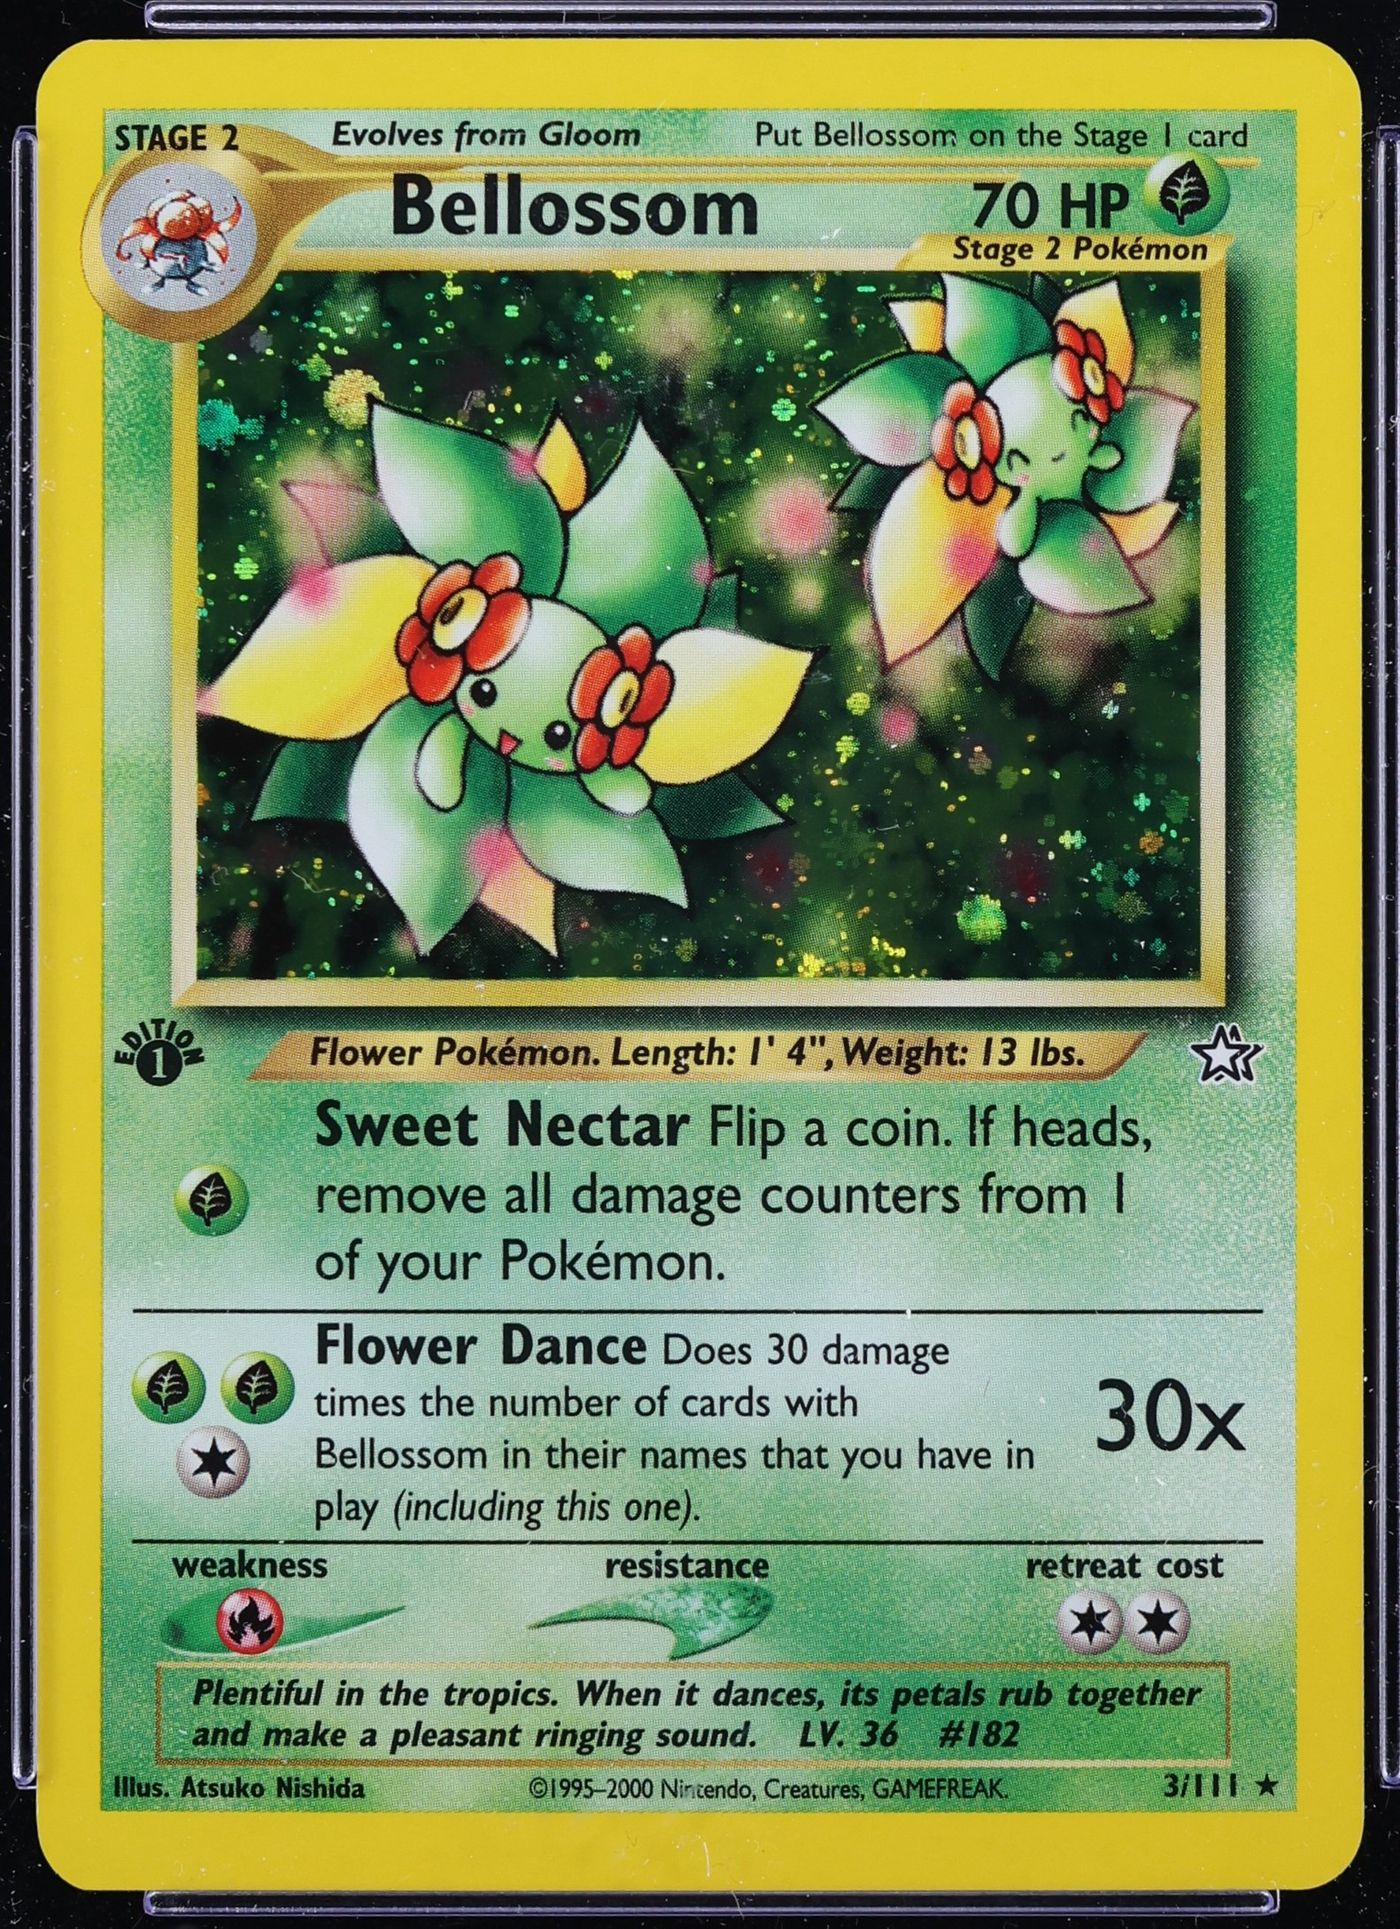 STAGE 2 Evolves from Gloom Put Bellossom on the Stage 1 card
Bellossom 70 HP
Stage 2 Pokémon
EDITION
1
Flower Pokémon. Length: 1' 4", Weight: 13 lbs.
Sweet Nectar Flip a coin. If heads,
remove all damage counters from 1
of your Pokémon.
Flower Dance Does 30 damage
times the number of cards with
Bellossom in their names that you have in
play (including this one).
30x
weakness resistance retreat cost
Plentiful in the tropics. When it dances, its petals rub together
and make a pleasant ringing sound. LV. 36 #182
Illus. Atsuko Nishida ©1995–2000 Nintendo, Creatures, GAMEFREAK. 3/111 ★